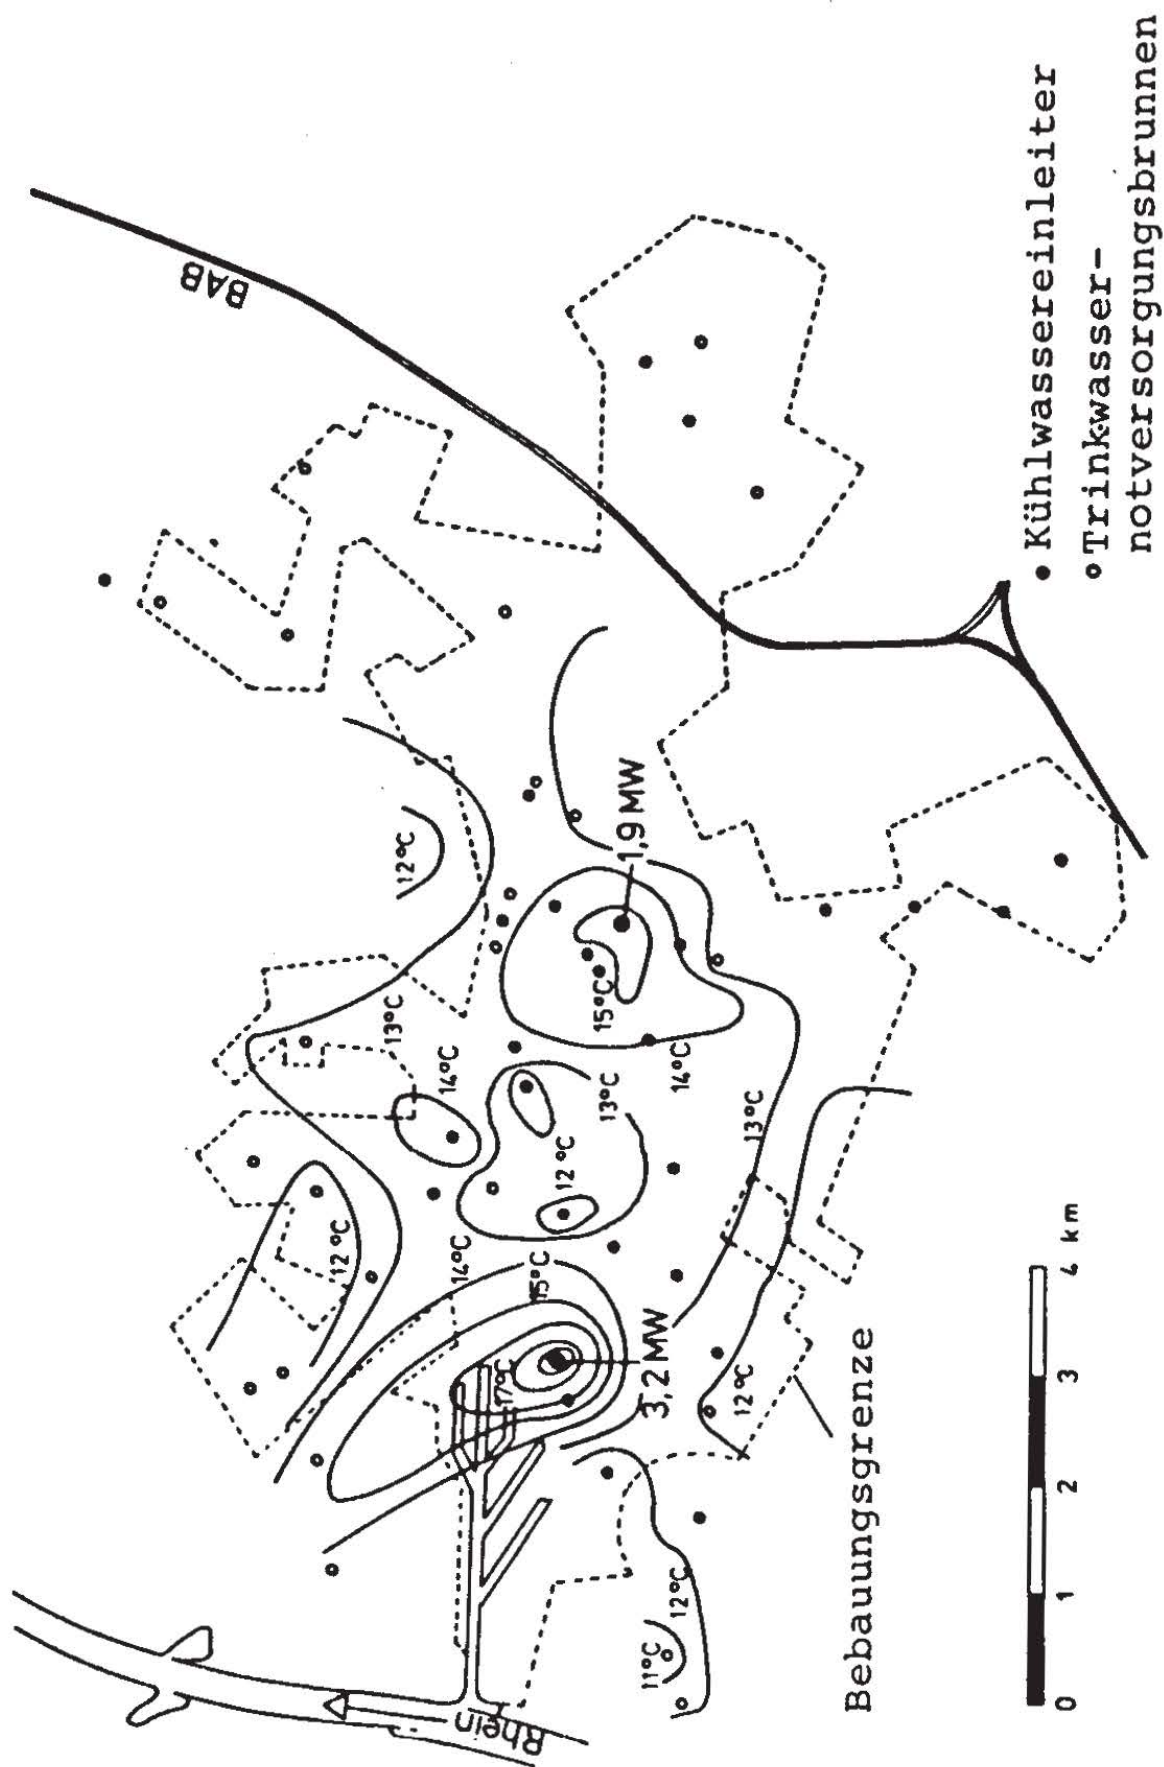 BAB
12°C
13°C
14°C
12°C
14°C
15°C
17°C
3,2 MW
12°C
13°C
15°C
14°C
1,9 MW
13°C
12°C
12°C
11°C
Rhein
Bebauungsgrenze
0 1 2 3 4 km
Kühlwassereinleiter
Trinkwasser-
notversorgungsbrunnen